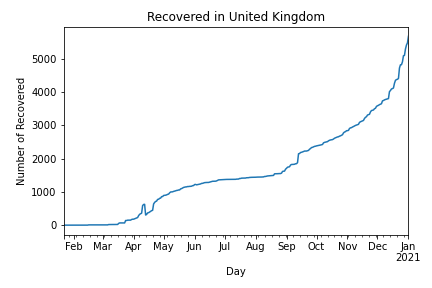 Recovered in United Kingdom
Number of Recovered
5000
4000
3000
2000
1000
0
Feb Mar Apr May Jun Jul Aug Sep Oct Nov Dec Jan
2021
Day